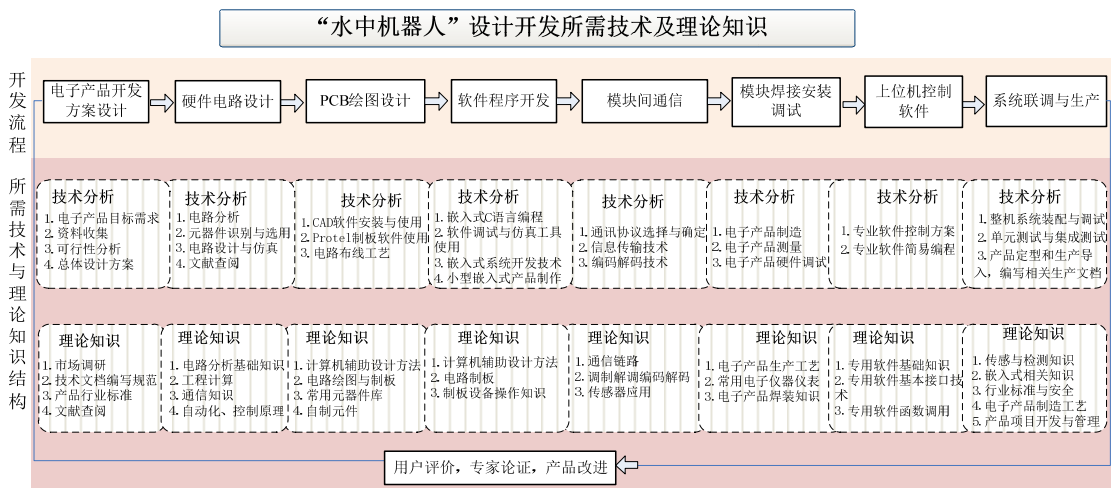 “水中机器人”设计开发所需技术及理论知识
开发流程
电子产品开发
方案设计
硬件电路设计
PCB绘图设计
软件程序开发
模块间通信
模块焊接安装
调试
上位机控制
软件
系统联调与生产
所需技术与理论知识结构
技术分析
1. 电子产品目标需求
2. 资料收集
3. 可行性分析
4. 总体设计方案
技术分析
1. 电路分析
2. 元器件识别与选用
3. 电路设计与仿真
4. 文献查阅
技术分析
1. CAD软件安装与使用
2. Protel制板软件使用
3. 电路布线工艺
技术分析
1. 嵌入式C语言编程
2. 软件调试与仿真工具
使用
3. 嵌入式系统开发技术
4. 小型嵌入式产品制作
技术分析
1. 通讯协议选择与确定
2. 信息传输技术
3. 编码解码技术
技术分析
1. 电子产品制造
2. 电子产品测量
3. 电子产品硬件调试
技术分析
1. 专业软件控制方案
2. 专业软件简易编程
技术分析
1. 整机系统装配与调试
2. 单元测试与集成测试
3. 产品定型和生产导
入，编写相关生产文档
理论知识
1. 市场调研
2. 技术文档编写规范
3. 产品行业标准
4. 文献查阅
理论知识
1. 电路分析基础知识
2. 工程计算
3. 通信知识
4. 自动化、控制原理
理论知识
1. 计算机辅助设计方法
2. 电路绘图与制板
3. 常用元器件库
4. 自制元件
理论知识
1. 计算机辅助设计方法
2. 电路制板
3. 制板设备操作知识
理论知识
1. 通信链路
2. 调制解调编码解码
3. 传感器应用
理论知识
1. 电子产品生产工艺
2. 常用电子仪器仪表
3. 电子产品焊装知识
理论知识
1. 专用软件基础知识
2. 专用软件基本接口技
术
3. 专用软件函数调用
理论知识
1. 传感与检测知识
2. 嵌入式相关知识
3. 行业标准与安全
4. 电子产品制造工艺
5. 产品项目开发与管理
用户评价，专家论证，产品改进